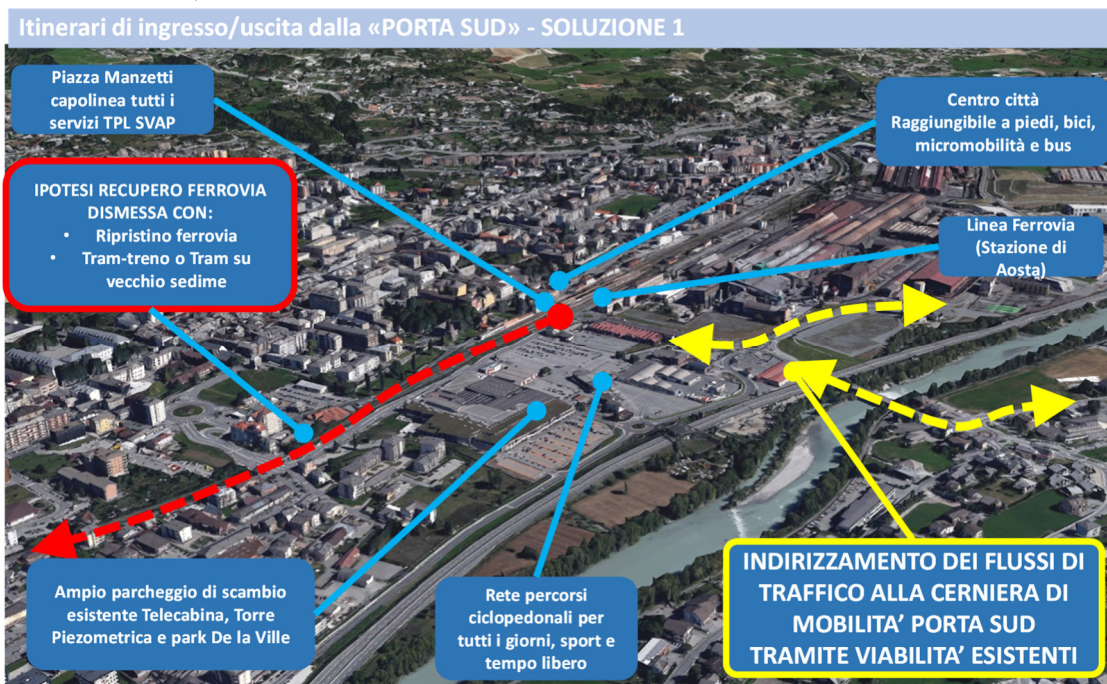 Itinerari di ingresso/uscita dalla «PORTA SUD» - SOLUZIONE 1
Piazza Manzetti
capolinea tutti i
servizi TPL SVAP
Centro città
Raggiungibile a piedi, bici,
micromobilità e bus
IPOTESI RECUPERO FERROVIA
DISMESSA CON:
• Ripristino ferrovia
• Tram-treno o Tram su
vecchio sedime
Linea Ferrovia
(Stazione di
Aosta)
Ampio parcheggio di scambio
esistente Telecabina, Torre
Piezometrica e park De la Ville
Rete percorsi
ciclopedonali per
tutti i giorni, sport e
tempo libero
INDIRIZZAMENTO DEI FLUSSI DI
TRAFFICO ALLA CERNIERA DI
MOBILITA’ PORTA SUD
TRAMITE VIABILITA’ ESISTENTI